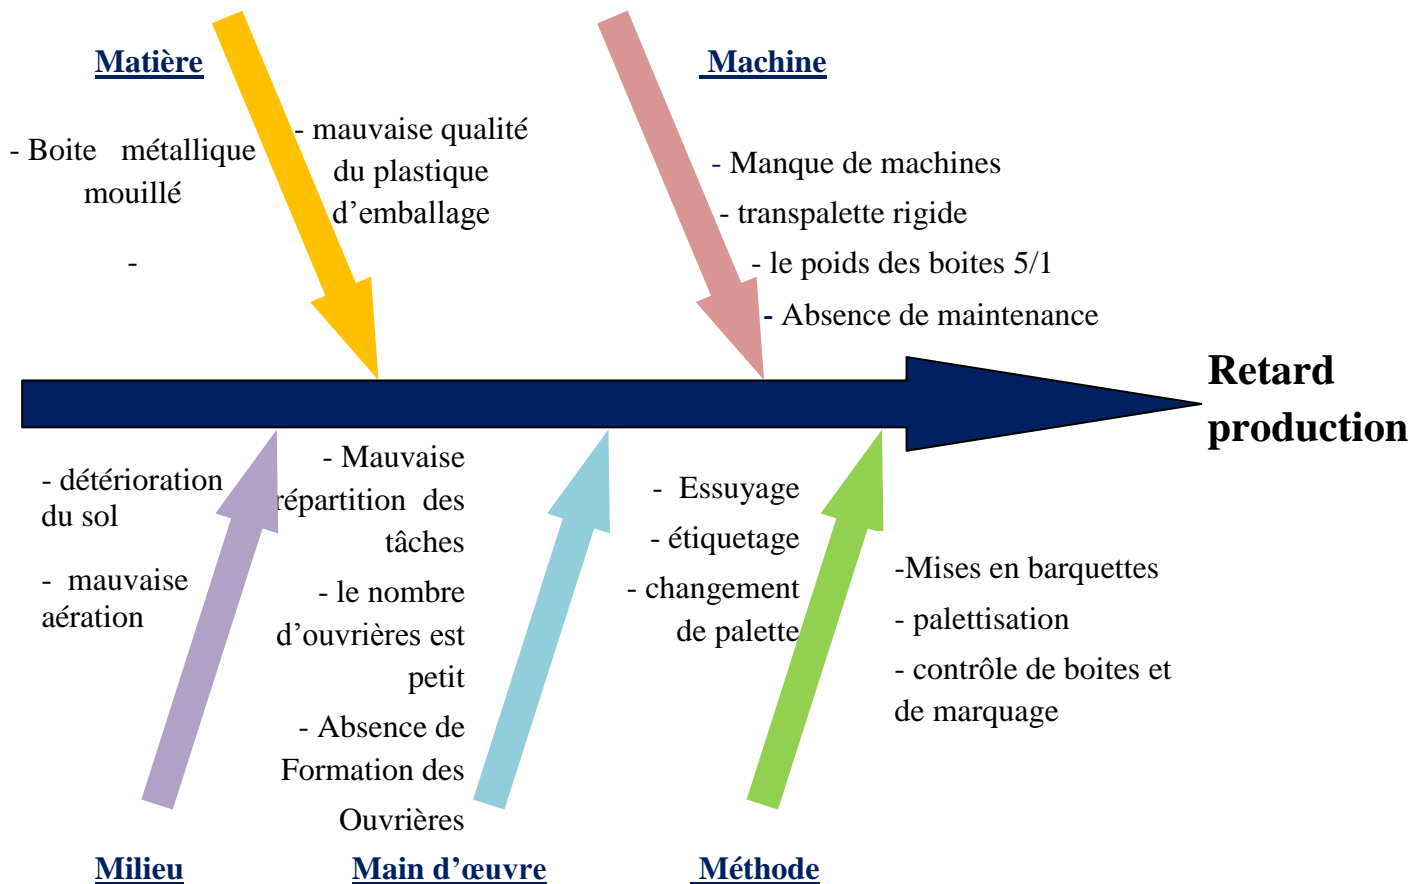 Matière
- Boite métallique
mouillé
-
- mauvaise qualité
du plastique
d’emballage
Machine
- Manque de machines
- transpalette rigide
- le poids des boites 5/1
- Absence de maintenance
Retard
production
- détérioration
du sol
- mauvaise
aération
- Mauvaise
répartition des
tâches
- le nombre
d’ouvrières est
petit
- Absence de
Formation des
Ouvrières
- Essuyage
- étiquetage
- changement
de palette
-Mises en barquettes
- palettisation
- contrôle de boites et
de marquage
Milieu
Main d’œuvre
Méthode